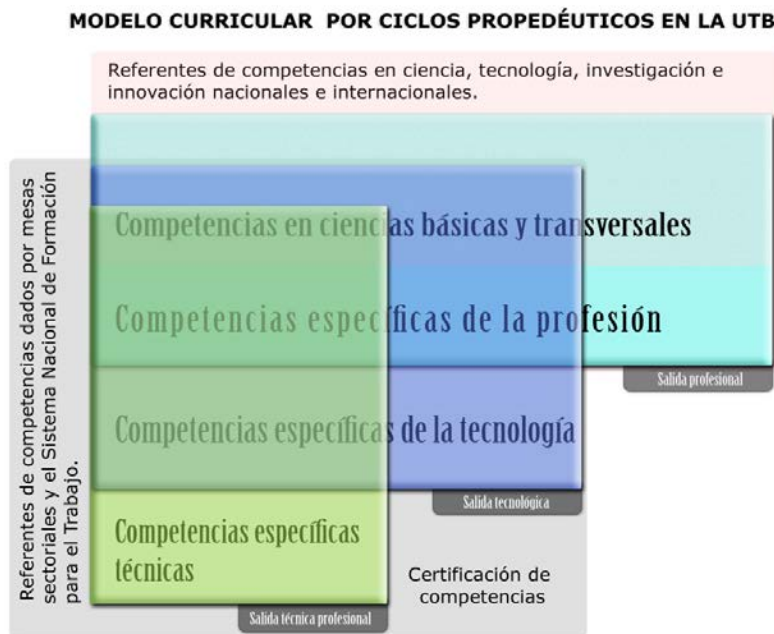 MODELO CURRICULAR POR CICLOS PROPEDÉUTICOS EN LA UTB
Referentes de competencias en ciencia, tecnología, investigación e
innovación nacionales e internacionales.
Referentes de competencias dados por mesas
sectoriales y el Sistema Nacional de Formación
para el Trabajo.
Competencias en ciencias básicas y transversales
Competencias específicas de la profesión
Salida profesional
Competencias específicas de la tecnología
Salida tecnológica
Competencias específicas
técnicas
Certificación de
competencias
Salida técnica profesional